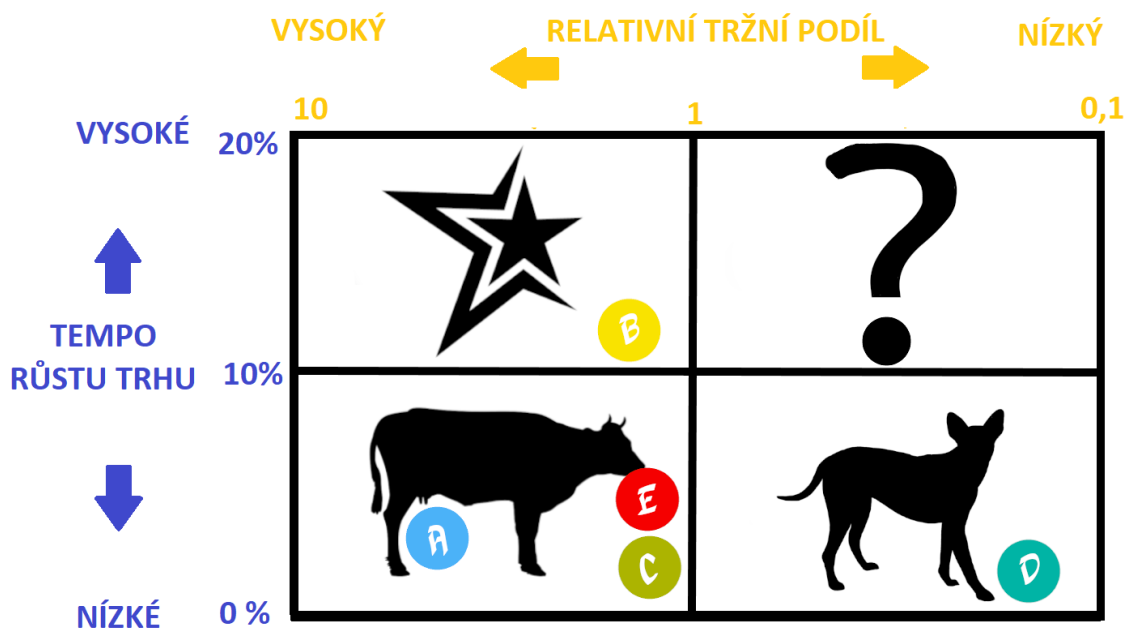 VYSOKÝ RELATIVNÍ TRŽNÍ PODÍL NÍZKÝ
10 1 0,1
VYSOKÉ 20%
?
B
TEMPO
RŮSTU TRHU 10%
E
A
C
D
NÍZKÉ 0 %